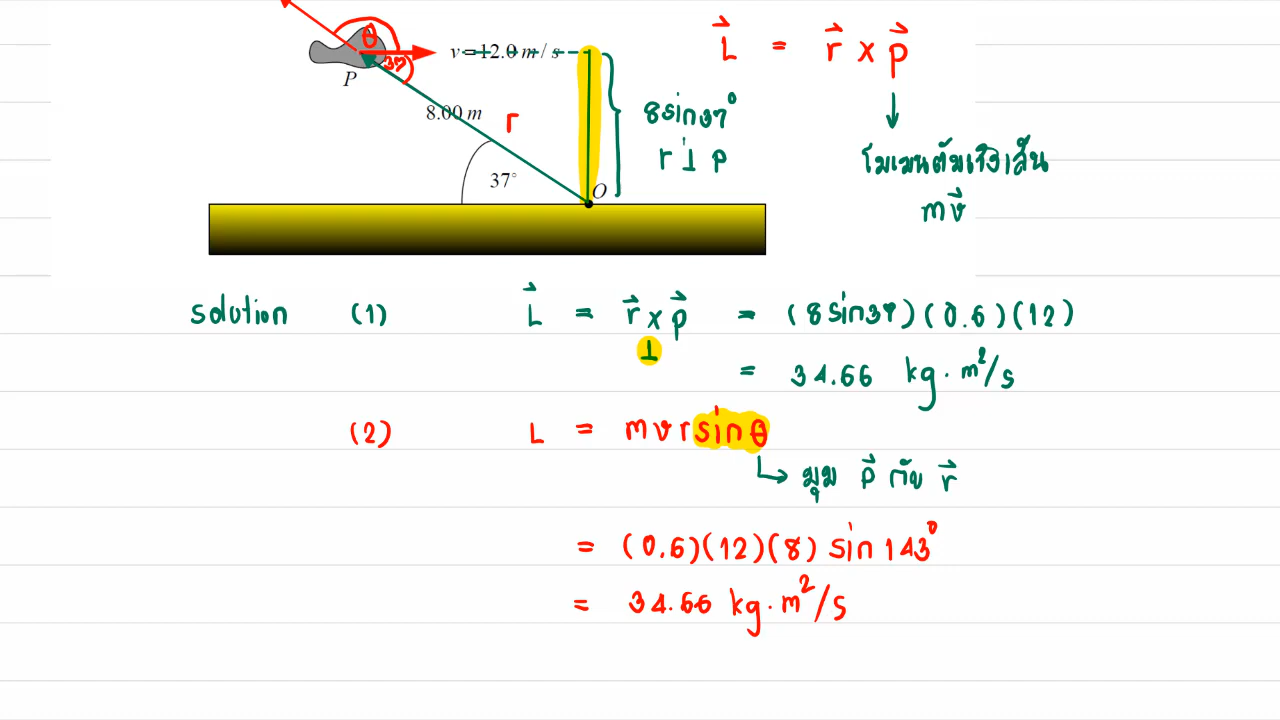 θ
37
v = 12.0 m / s
P
8.00 m
r
37°
O
8sin37°
r ⊥ p
L⃗ = r⃗ × p⃗
โมเมนตัมเชิงเส้น
mv⃗
solution (1) L⃗ = r⃗ × p⃗ = (8sin37)(0.6)(12)
⊥
= 34.66 kg·m²/s
(2) L = mvr sinθ
มุม p⃗ กับ r⃗
= (0.6)(12)(8) sin 143°
= 34.66 kg·m²/s